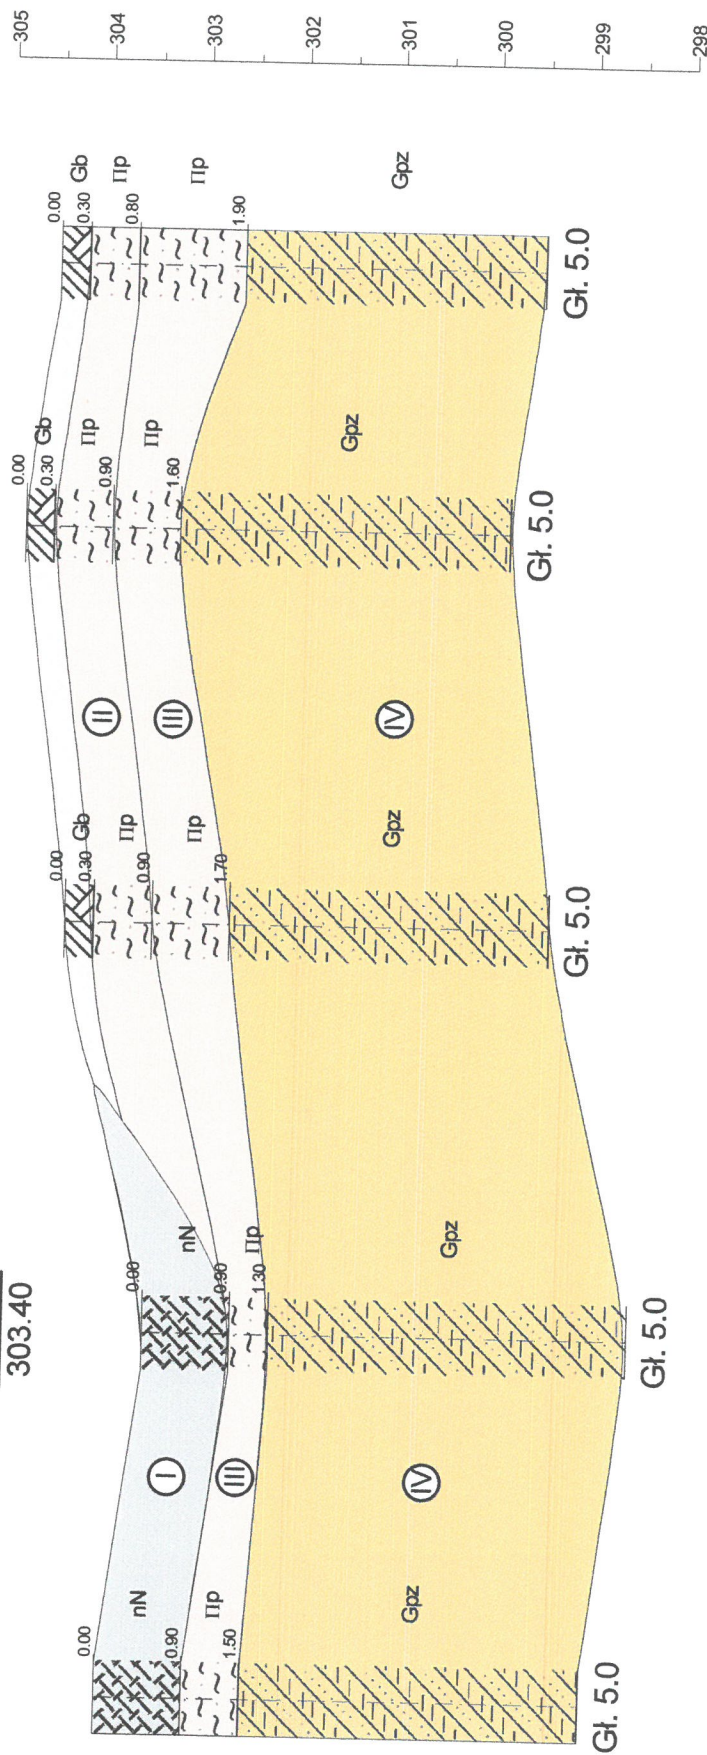 303.40
0.00
nN
0.90
Πp
1.50
Gpz
Gł. 5.0
I
III
IV
0.00
nN
0.90
Πp
1.30
Gpz
Gł. 5.0
0.00
0.30 Gb
Πp
0.90
Πp
1.70
Gpz
Gł. 5.0
II
III
IV
0.00
0.30 Gb
Πp
0.90
Πp
1.60
Gpz
Gł. 5.0
0.00
Gb
0.30
Πp
0.80
Πp
1.90
Gpz
Gł. 5.0
305
304
303
302
301
300
299
298